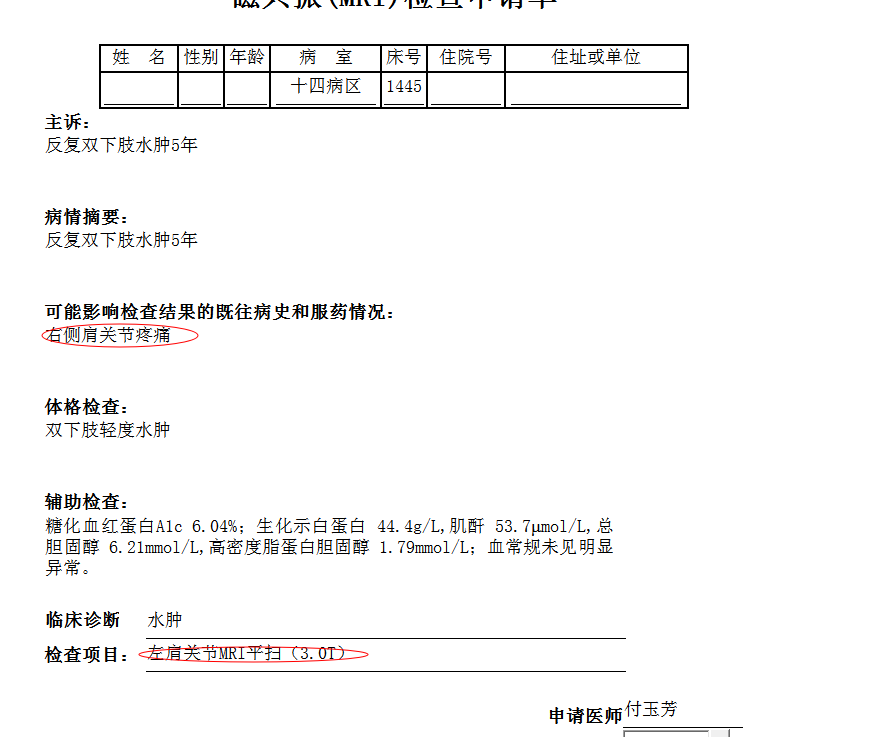 磁共振(MRI)检查申请单
姓 名 性别 年龄 病 室 床号 住院号 住址或单位
十四病区 1445
主诉：
反复双下肢水肿5年
病情摘要：
反复双下肢水肿5年
可能影响检查结果的既往病史和服药情况：
右侧肩关节疼痛
体格检查：
双下肢轻度水肿
辅助检查：
糖化血红蛋白A1c 6.04%；生化示白蛋白 44.4g/L,肌酐 53.7μmol/L,总
胆固醇 6.21mmol/L,高密度脂蛋白胆固醇 1.79mmol/L；血常规未见明显
异常。
临床诊断 水肿
检查项目： 左肩关节MRI平扫（3.0T）
申请医师 付玉芳